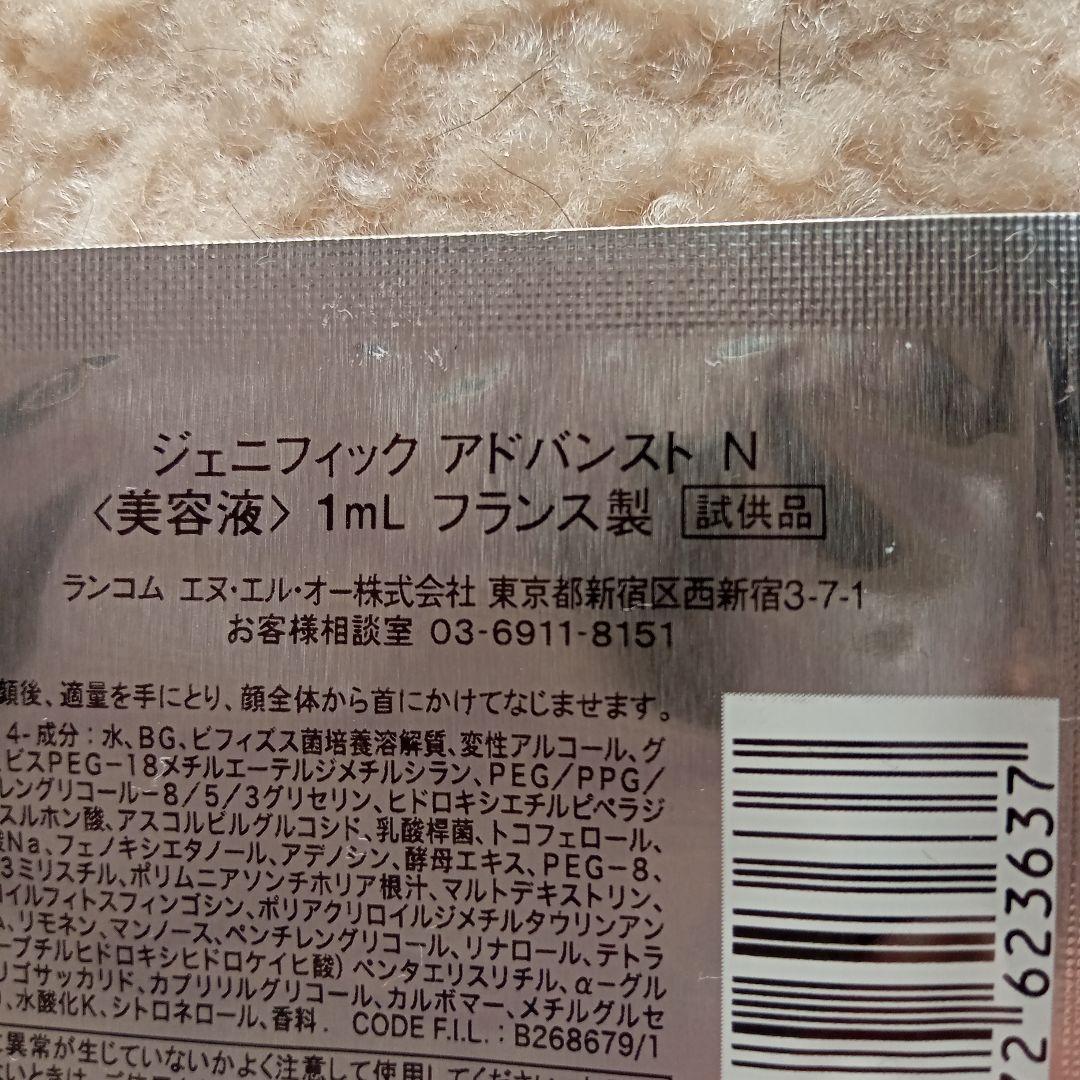 ジェニフィック アドバンスト N
〈美容液〉 1mL フランス製 試供品
ランコム エヌ・エル・オー株式会社 東京都新宿区西新宿3-7-1
お客様相談室 03-6911-8151
顔後、適量を手にとり、顔全体から首にかけてなじませます。
4-成分：水、BG、ビフィズス菌培養溶解質、変性アルコール、グ
ビスPEG-18メチルエーテルジメチルシラン、PEG/PPG/
レングリコール-8/5/3グリセリン、ヒドロキシエチルピペラジ
スルホン酸、アスコルビルグルコシド、乳酸桿菌、トコフェロール、
酸Na、フェノキシエタノール、アデノシン、酵母エキス、PEG-8、
3ミリスチル、ポリムニアソンチホリア根汁、マルトデキストリン、
ロイルフィトスフィンゴシン、ポリアクリロイルジメチルタウリンアン
、リモネン、マンノース、ペンチレングリコール、リナロール、テトラ
ーブチルヒドロキシヒドロケイヒ酸）ペンタエリスリチル、α-グル
リゴサッカリド、カプリリルグリコール、カルボマー、メチルグルセ
、水酸化K、シトロネロール、香料. CODE F.I.L. : B268679/1
異常が生じていないかよく注意して使用してください
2 623637